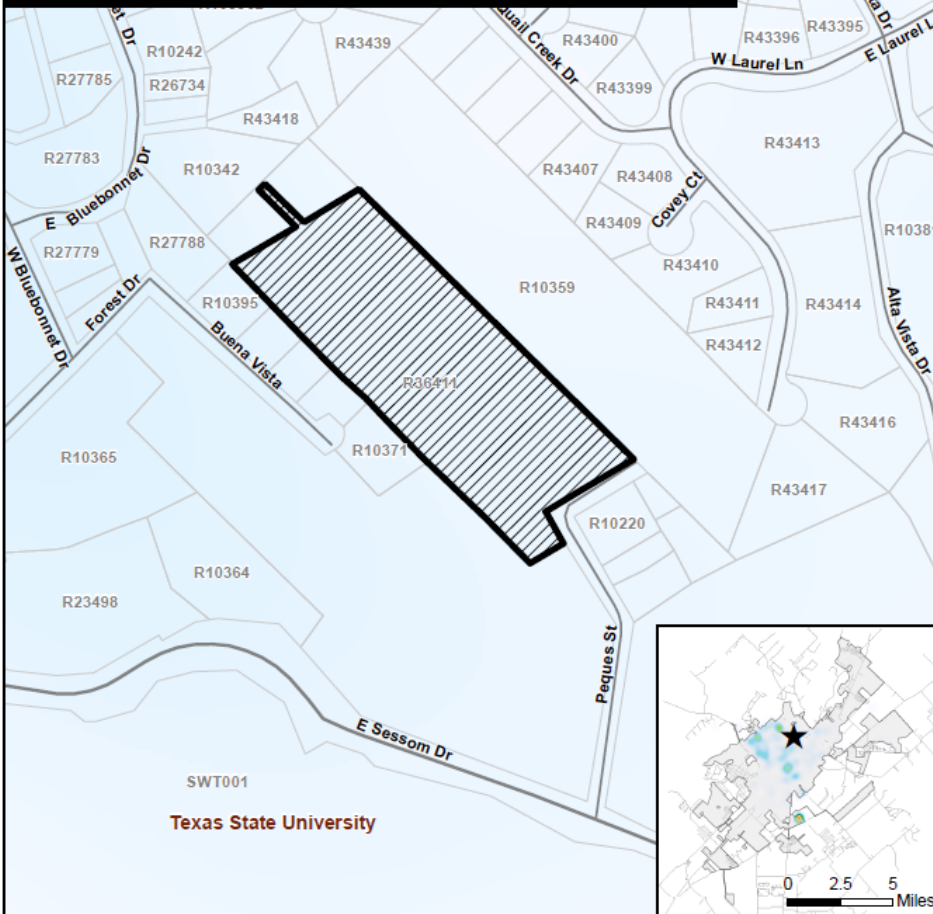 R27785
R10242
R26734
R43439
Quail Creek Dr
R43400
R43399
W Laurel Ln
R43396
R43395
E Laurel L
R43418
R27783
R10342
E Bluebonnet Dr
R43407
R43408
R43413
R43409
Covey Ct
R27779
R27788
W Bluebonnet Dr
Forest Dr
R10395
R10359
R43410
R1038
R43411
R43414
R43412
Alta Vista Dr
Buena Vista
R36411
R10371
R43416
R10365
R43417
R10220
R10364
R23498
Peques St
E Sessom Dr
SWT001
Texas State University
0 2.5 5
Miles